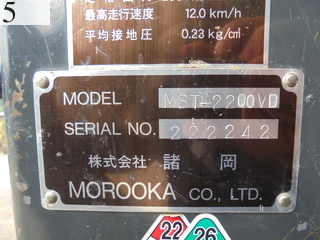 5
最高走行速度 12.0 km/h
平均接地圧 0.23 kg/c㎡
MODEL MST-2200VD
SERIAL NO. 222242
株式会社 諸岡
MOROOKA CO., LTD.
22 26